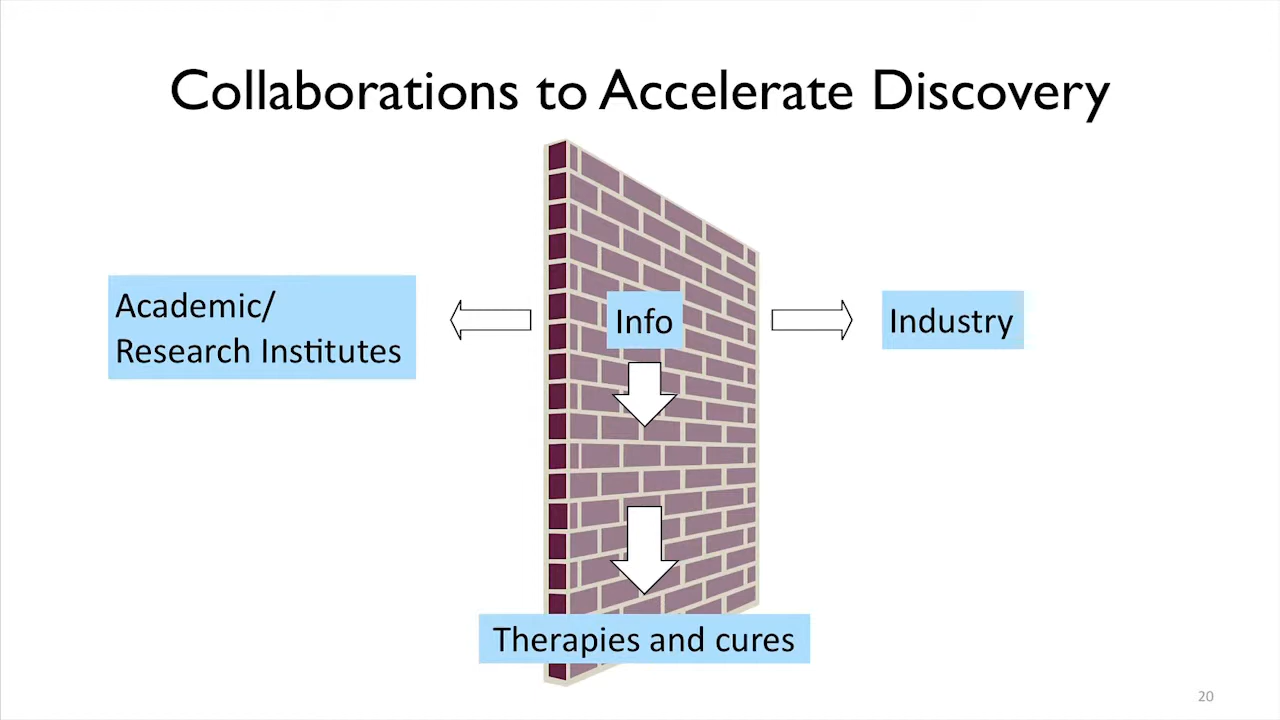 Collaborations to Accelerate Discovery
Academic/
Research Institutes
Info
Industry
Therapies and cures
20